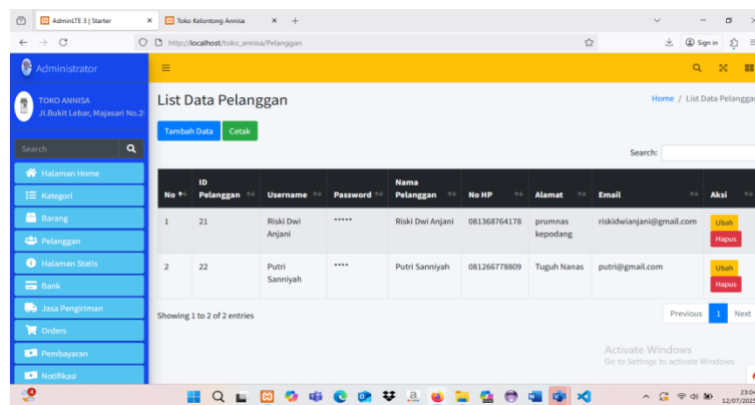 AdminLTE 3 | Starter
Toko Kelontong Annisa
http://localhost/toko_annisa/Pelanggan
Sign in
Administrator
TOKO ANNISA
Jl.Bukit Lebar, Majasari No.2
Search
Halaman Home
Kategori
Barang
Pelanggan
Halaman Statis
Bank
Jasa Pengiriman
Orders
Pembayaran
Notifikasi
List Data Pelanggan
Home / List Data Pelanggan
Tambah Data Cetak
Search:
No ID Pelanggan Username Password Nama Pelanggan No HP Alamat Email Aksi
1 21 Riski Dwi Anjani ***** Riski Dwi Anjani 081368764178 prumnas kepodang riskidwianjani@gmail.com Ubah Hapus
2 22 Putri Sanniyah **** Putri Sanniyah 081266778809 Tuguh Nanas putri@gmail.com Ubah Hapus
Showing 1 to 2 of 2 entries
Previous 1 Next
Activate Windows
Go to Settings to activate Windows.
23:04